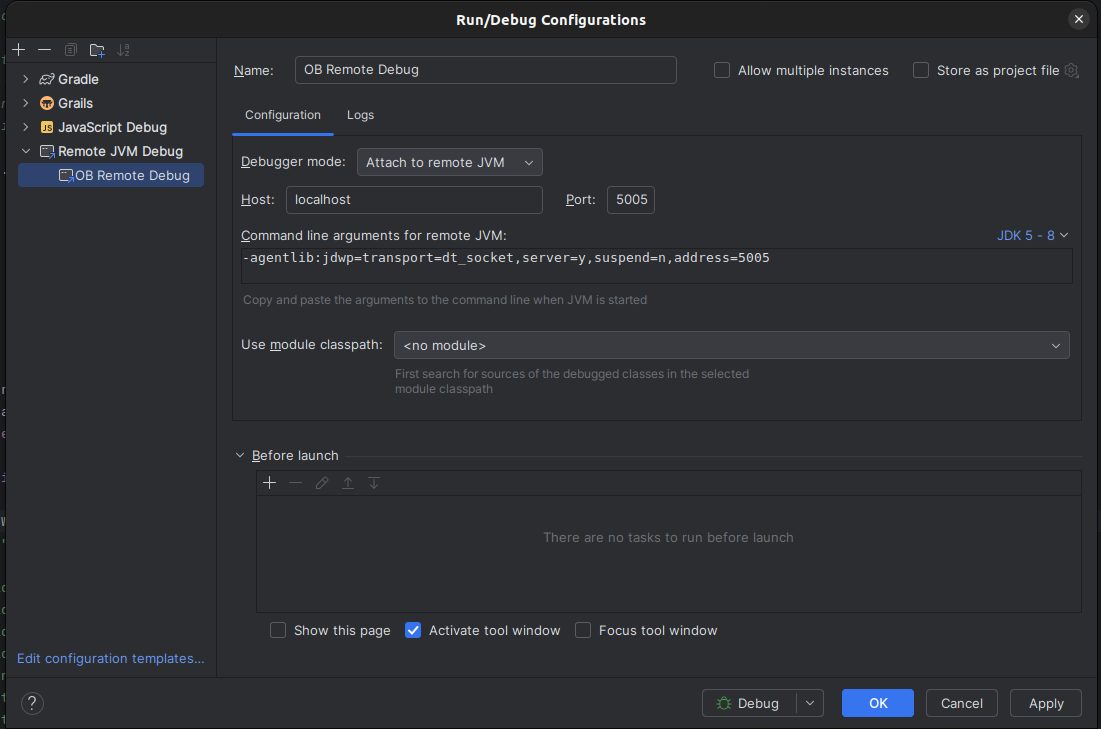 Run/Debug Configurations
Gradle
Grails
JavaScript Debug
Remote JVM Debug
OB Remote Debug
Edit configuration templates...
Name:
OB Remote Debug
Allow multiple instances
Store as project file
Configuration
Logs
Debugger mode:
Attach to remote JVM
Host:
localhost
Port:
5005
Command line arguments for remote JVM:
JDK 5 - 8
-agentlib:jdwp=transport=dt_socket,server=y,suspend=n,address=5005
Copy and paste the arguments to the command line when JVM is started
Use module classpath:
<no module>
First search for sources of the debugged classes in the selected
module classpath
Before launch
There are no tasks to run before launch
Show this page
Activate tool window
Focus tool window
?
Debug
OK
Cancel
Apply